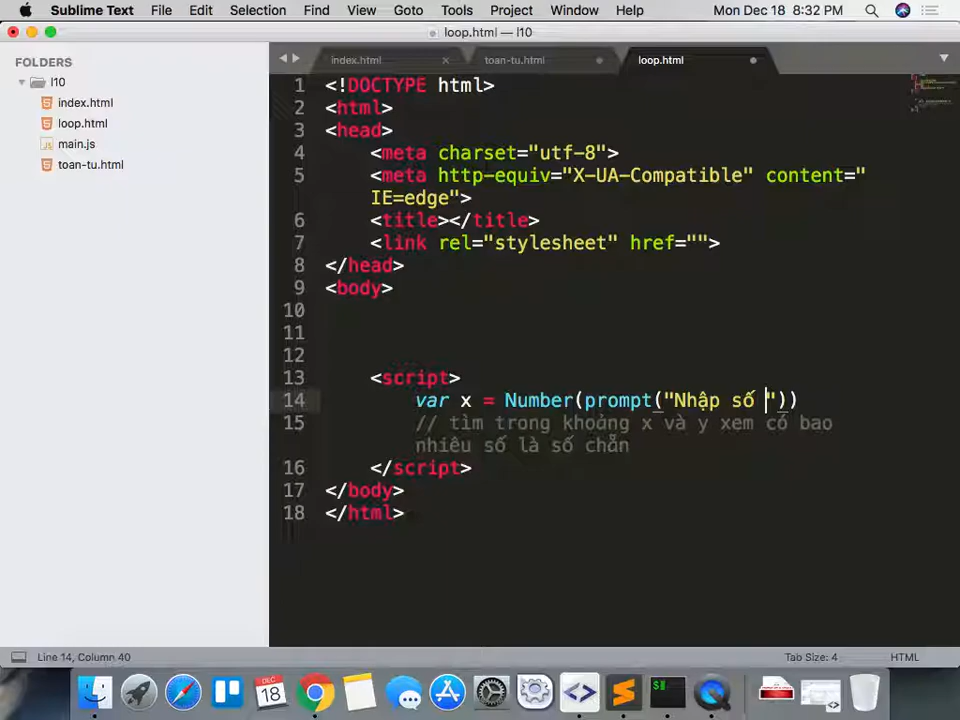 Sublime Text File Edit Selection Find View Goto Tools Project Window Help Mon Dec 18 8:32 PM
loop.html — l10
FOLDERS
l10
index.html
loop.html
main.js
toan-tu.html
index.html toan-tu.html loop.html
1 <!DOCTYPE html>
2 <html>
3 <head>
4 <meta charset="utf-8">
5 <meta http-equiv="X-UA-Compatible" content="
IE=edge">
6 <title></title>
7 <link rel="stylesheet" href="">
8 </head>
9 <body>
10
11
12
13 <script>
14 var x = Number(prompt("Nhập số "))
15 // tìm trong khoảng x và y xem có bao
nhiêu số là số chẵn
16 </script>
17 </body>
18 </html>
Line 14, Column 40 Tab Size: 4 HTML
DEC
18